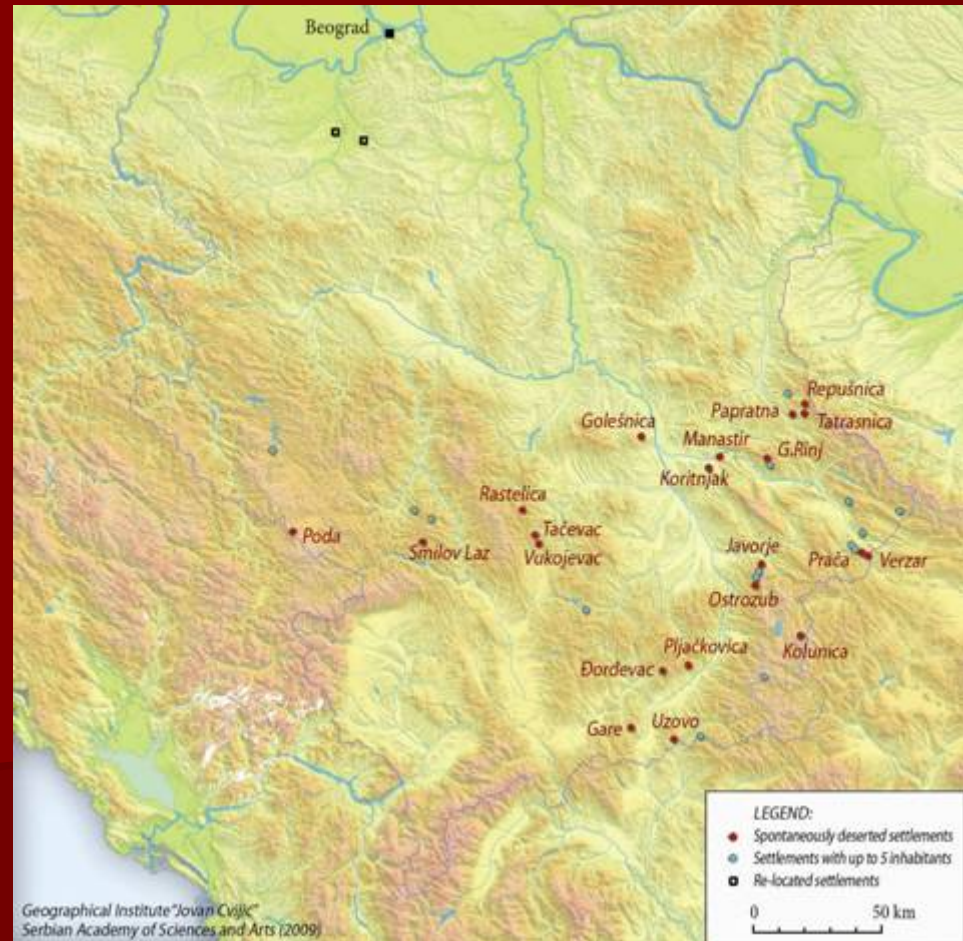 Beograd
Repušnica
Papratna
Tatrasnica
Golešnica
Manastir
G.Rinj
Koritnjak
Rastelica
Tačevac
Poda
Smilov Laz
Vukojevac
Javorje
Prača
Verzar
Ostrozub
Pljačkovica
Kolunica
Đorđevac
Gare
Uzovo
LEGEND:
Spontaneously deserted settlements
Settlements with up to 5 inhabitants
Re-located settlements
0 50 km
Geographical Institute"Jovan Cvijic"
Serbian Academy of Sciences and Arts (2009)